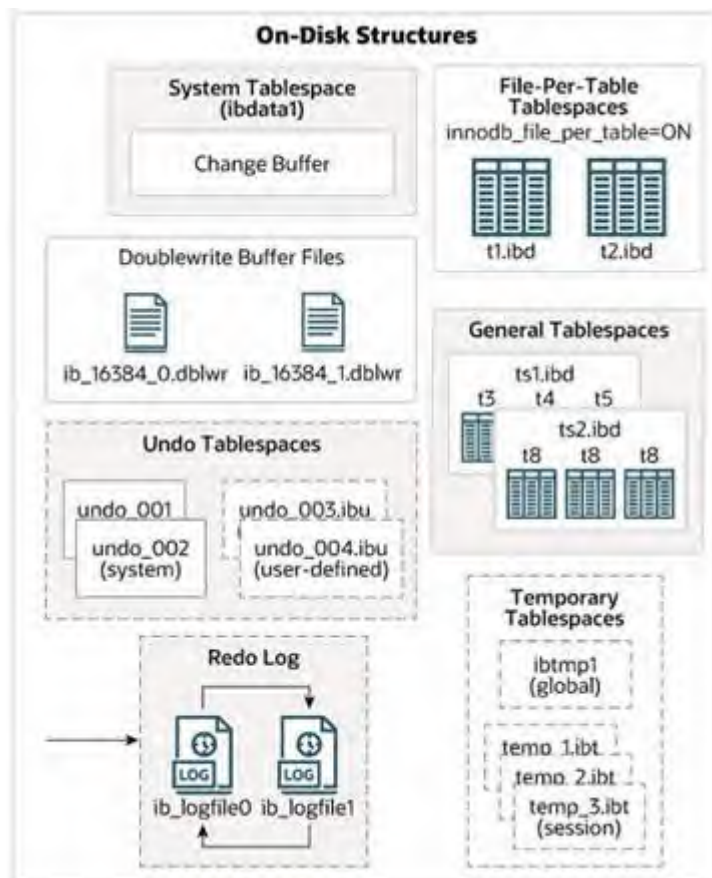 On-Disk Structures
System Tablespace
(ibdata1)
Change Buffer
File-Per-Table
Tablespaces
innodb_file_per_table=ON
t1.ibd t2.ibd
Doublewrite Buffer Files
ib_16384_0.dblwr ib_16384_1.dblwr
General Tablespaces
ts1.ibd
t3 t4 t5
ts2.ibd
t8 t8 t8
Undo Tablespaces
undo_001
undo_002
(system)
undo_003.ibu
undo_004.ibu
(user-defined)
Temporary
Tablespaces
ibtmp1
(global)
temp_1.ibt
temp_2.ibt
temp_3.ibt
(session)
Redo Log
LOG LOG
ib_logfile0 ib_logfile1